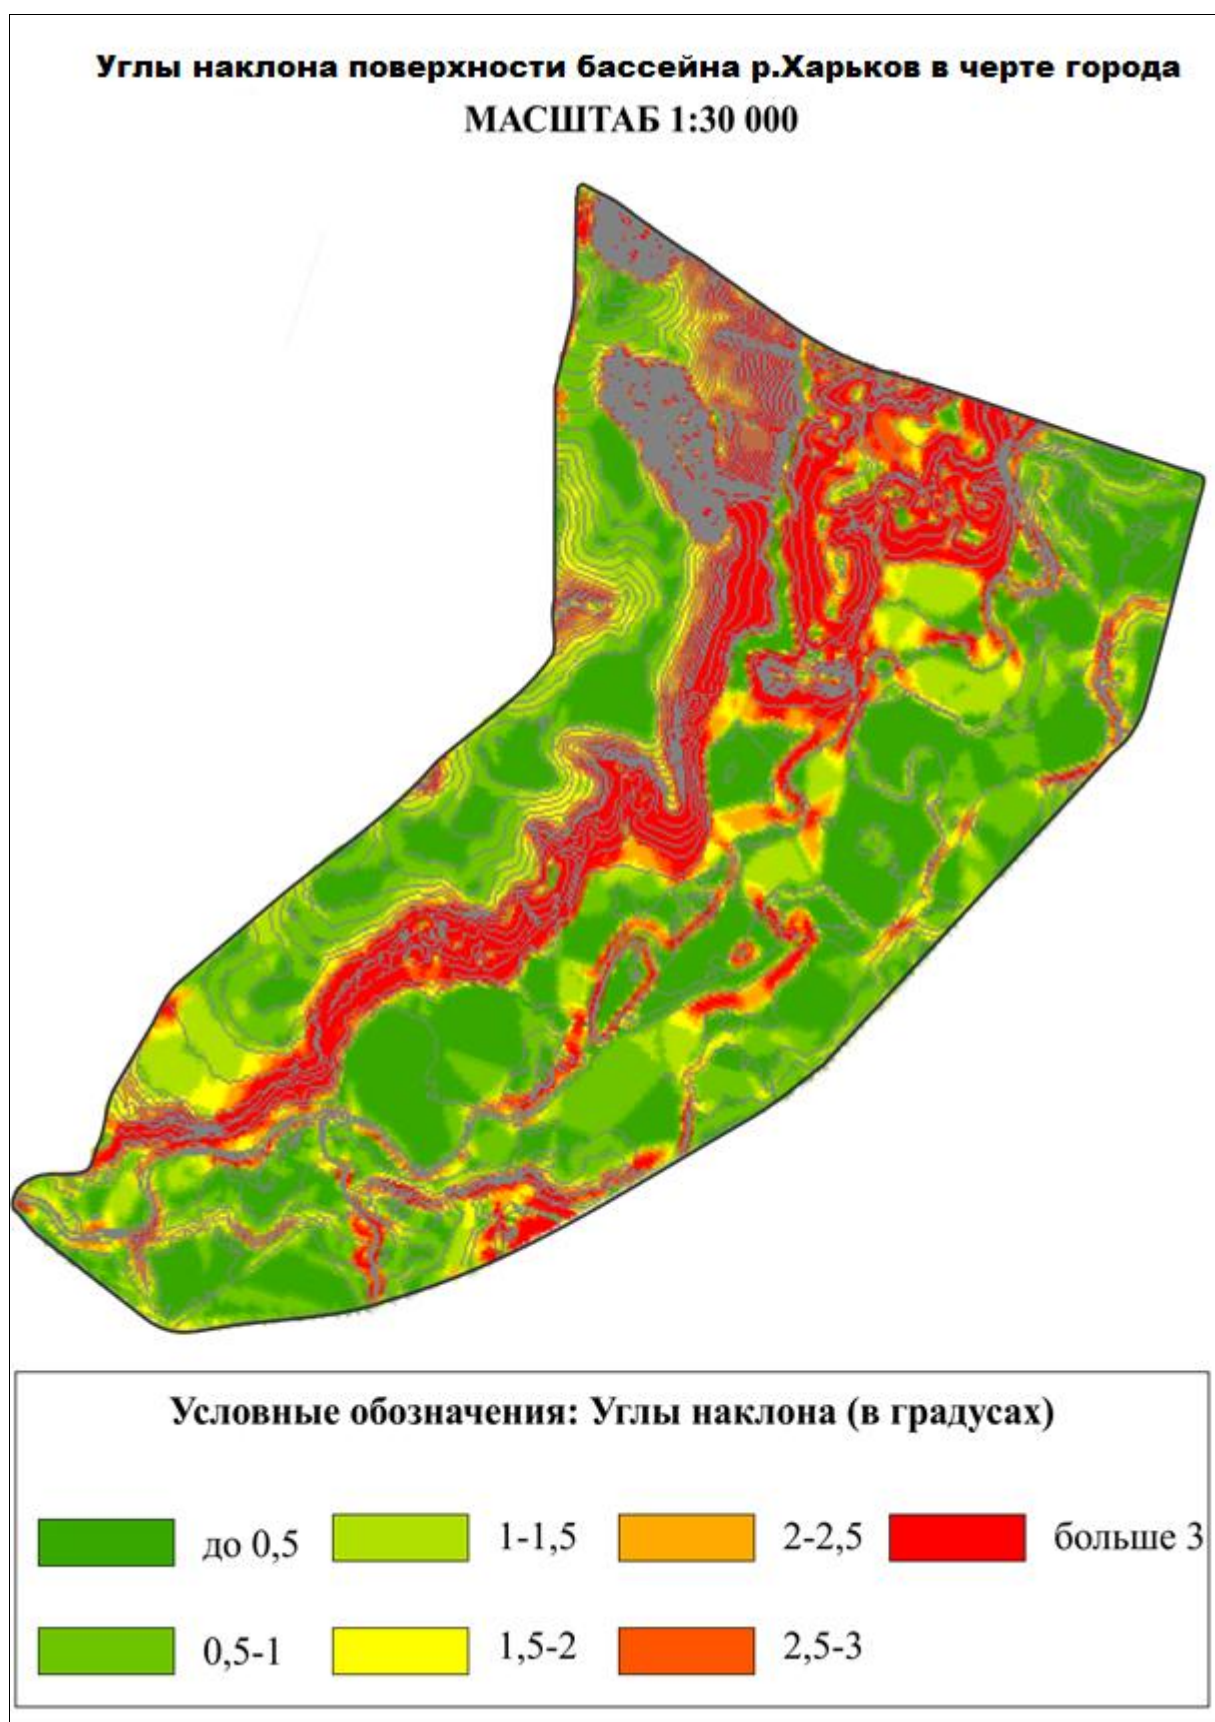 Углы наклона поверхности бассейна р.Харьков в черте города
МАСШТАБ 1:30 000
Условные обозначения: Углы наклона (в градусах)
до 0,5
1-1,5
2-2,5
больше 3
0,5-1
1,5-2
2,5-3